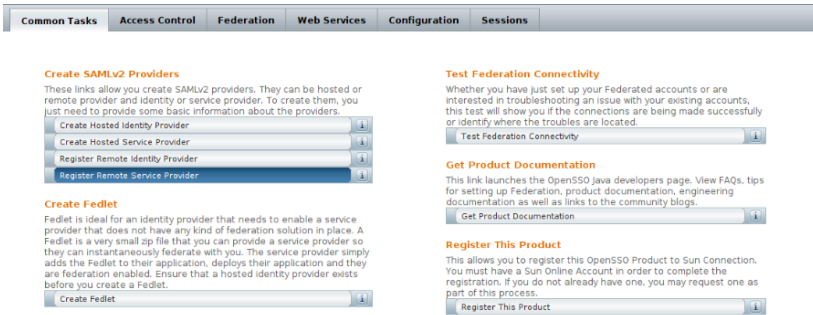 Common Tasks Access Control Federation Web Services Configuration Sessions
Create SAMLv2 Providers
These links allow you create SAMLv2 providers. They can be hosted or
remote provider and identity or service provider. To create them, you
just need to provide some basic information about the providers.
Create Hosted Identity Provider
Create Hosted Service Provider
Register Remote Identity Provider
Register Remote Service Provider
Create Fedlet
Fedlet is ideal for an identity provider that needs to enable a service
provider that does not have any kind of federation solution in place. A
Fedlet is a very small zip file that you can provide a service provider so
they can instantaneously federate with you. The service provider simply
adds the Fedlet to their application, deploys their application and they
are federation enabled. Ensure that a hosted identity provider exists
before you create a Fedlet.
Create Fedlet
Test Federation Connectivity
Whether you have just set up your Federated accounts or are
interested in troubleshooting an issue with your existing accounts,
this test will show you if the connections are being made successfully
or identify where the troubles are located.
Test Federation Connectivity
Get Product Documentation
This link launches the OpenSSO Java developers page. View FAQs, tips
for setting up Federation, product documentation, engineering
documentation as well as links to the community blogs.
Get Product Documentation
Register This Product
This allows you to register this OpenSSO Product to Sun Connection.
You must have a Sun Online Account in order to complete the
registration. If you do not already have one, you may request one as
part of this process.
Register This Product